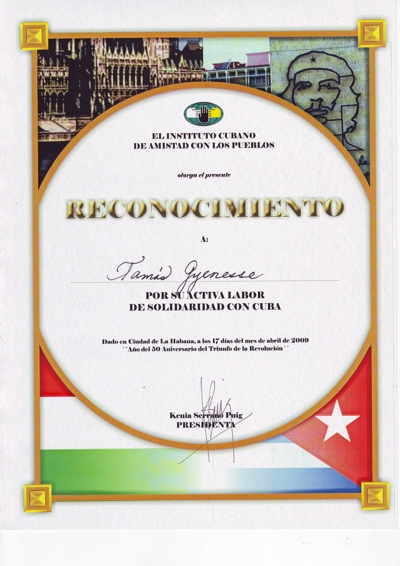 EL INSTITUTO CUBANO
DE AMISTAD CON LOS PUEBLOS
otorga el presente
RECONOCIMIENTO
A:
Tamás Gyenesse
POR SU ACTIVA LABOR
DE SOLIDARIDAD CON CUBA
Dado en Ciudad de La Habana, a los 17 días del mes de abril de 2009
´´Año del 50 Aniversario del Triunfo de la Revolución´´
Kenia Serrano Puig
PRESIDENTA